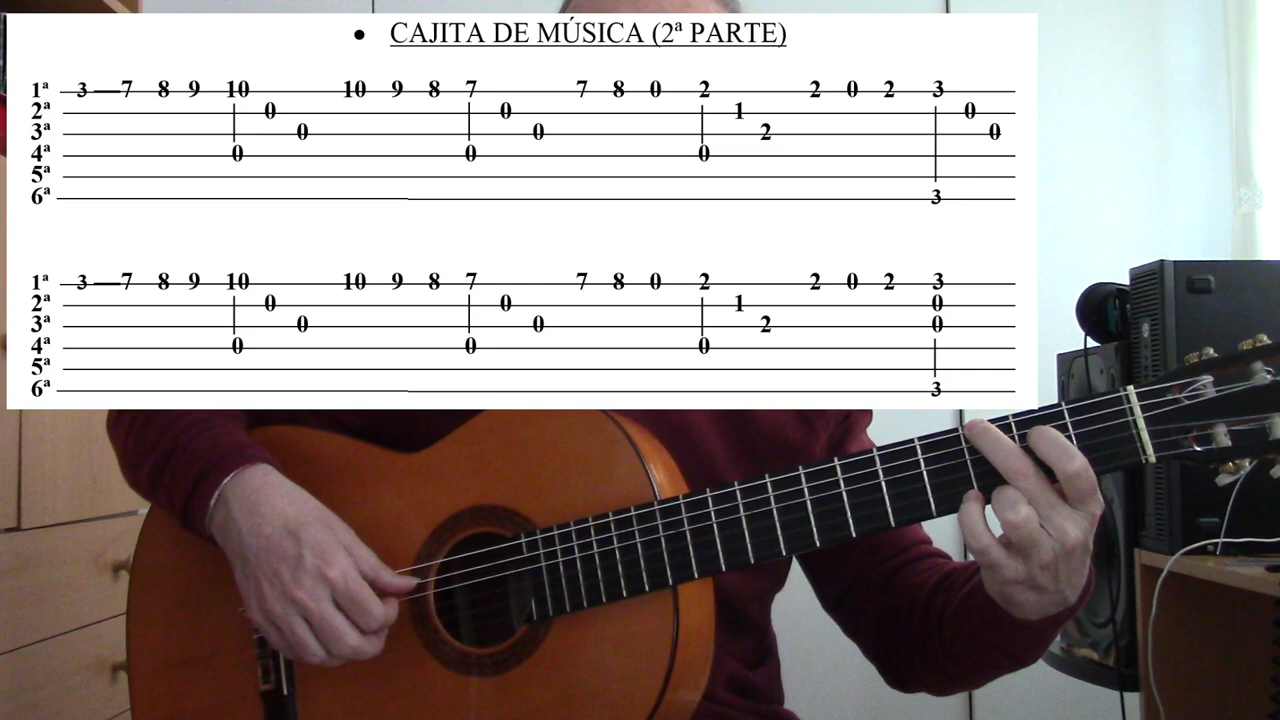 • CAJITA DE MÚSICA (2ª PARTE)
1ª 3 7 8 9 10 10 9 8 7 7 8 0 2 2 0 2 3
2ª 0 0 1 0
3ª 0 0 2 0
4ª 0 0 0
5ª
6ª 3
1ª 3 7 8 9 10 10 9 8 7 7 8 0 2 2 0 2 3
2ª 0 0 1 0
3ª 0 0 2 0
4ª 0 0 0
5ª
6ª 3